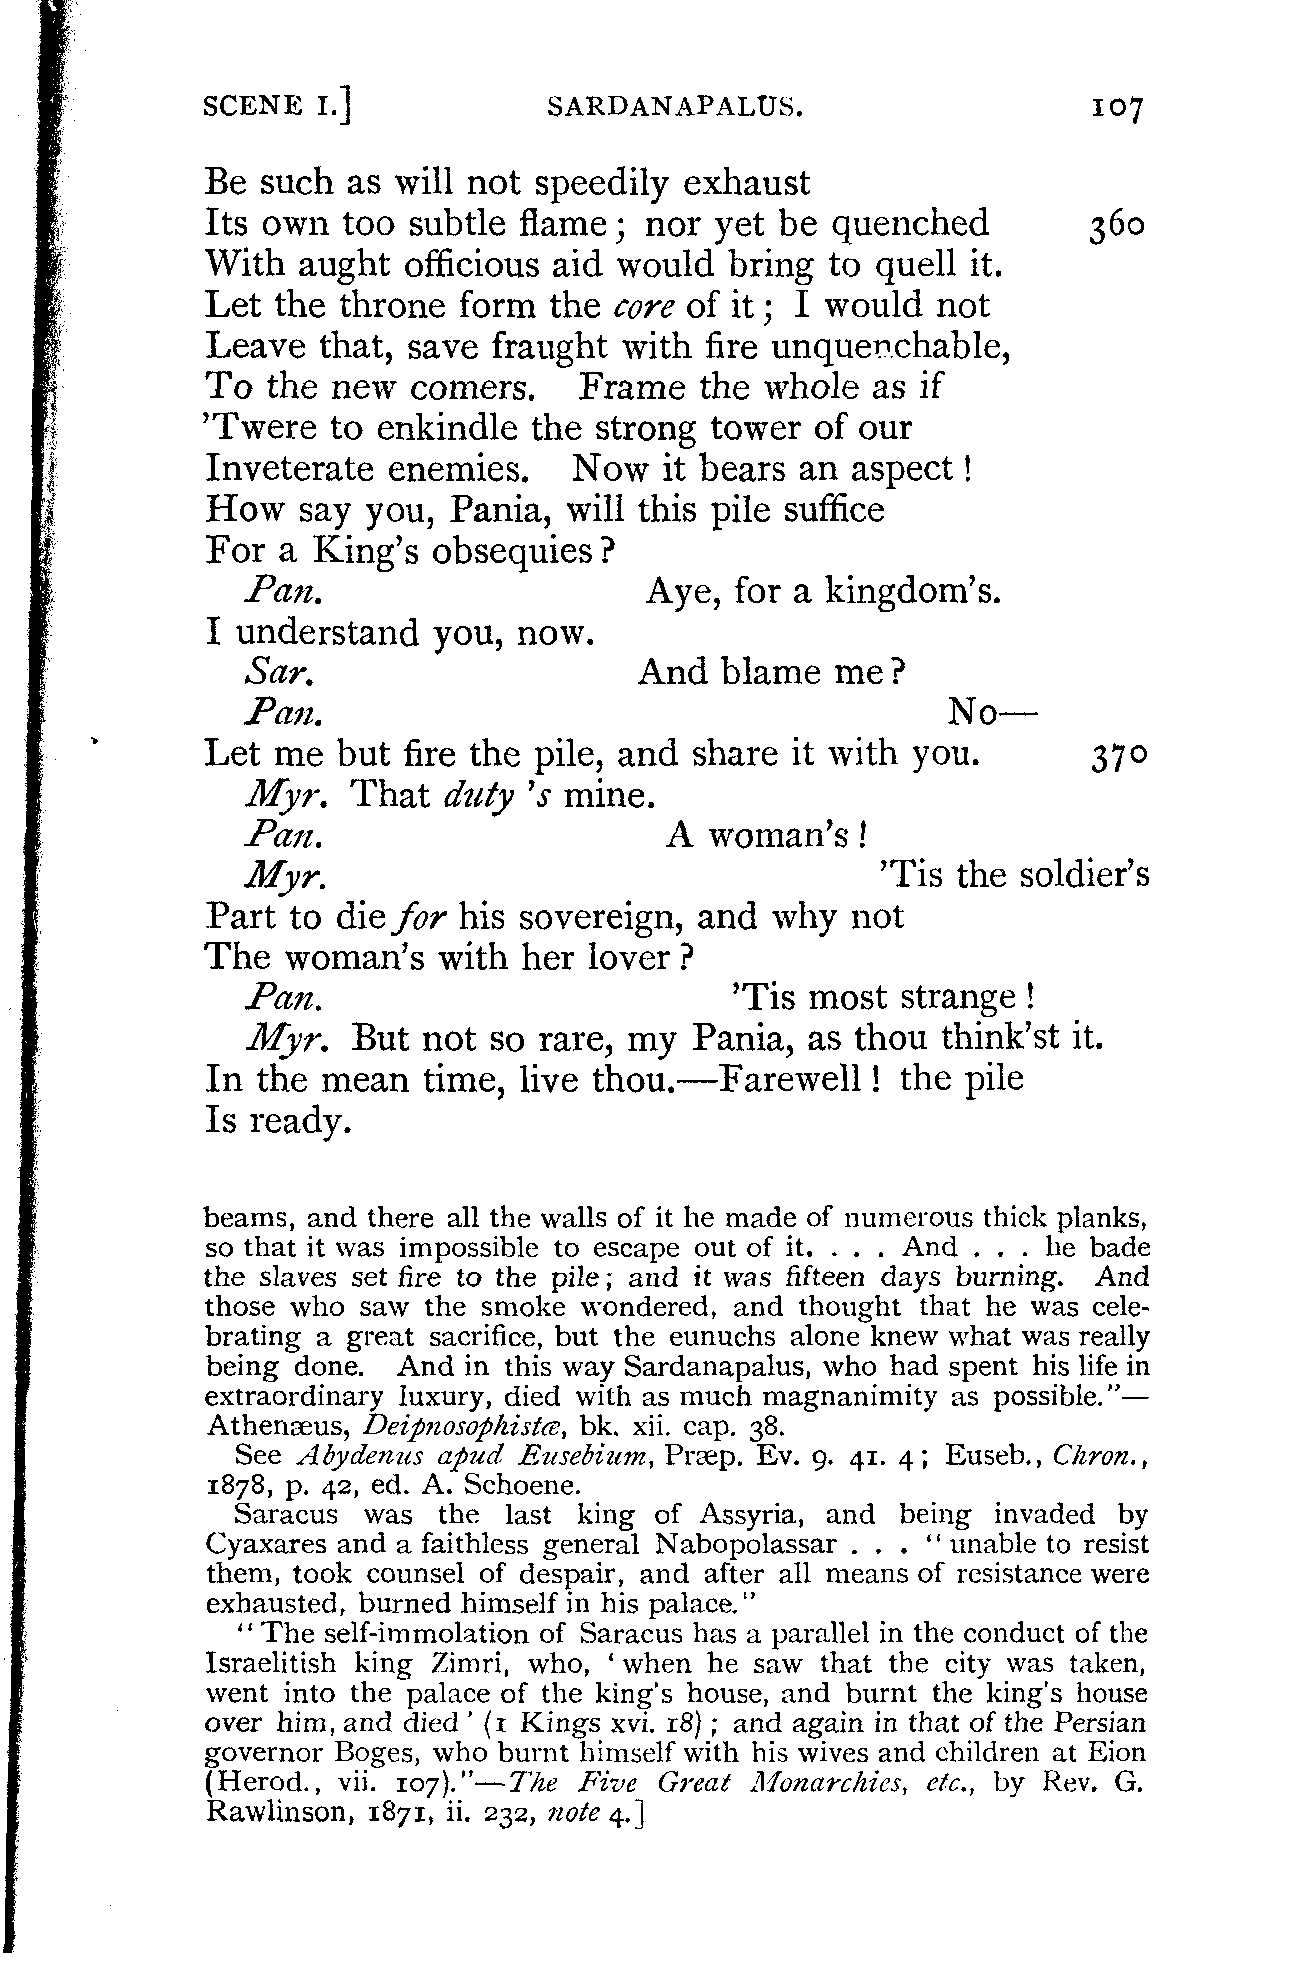 SCENE I.] SARDANAPALUS. 107
Be such as will not speedily exhaust
Its own too subtle flame; nor yet be quenched 360
With aught officious aid would bring to quell it.
Let the throne form the core of it; I would not
Leave that, save fraught with fire unquenchable,
To the new comers. Frame the whole as if
'Twere to enkindle the strong tower of our
Inveterate enemies. Now it bears an aspect!
How say you, Pania, will this pile suffice
For a King's obsequies?
Pan. Aye, for a kingdom's.
I understand you, now.
Sar. And blame me?
Pan. No—
Let me but fire the pile, and share it with you. 370
Myr. That duty 's mine.
Pan. A woman's!
Myr. 'Tis the soldier's
Part to die for his sovereign, and why not
The woman's with her lover?
Pan. 'Tis most strange!
Myr. But not so rare, my Pania, as thou think'st it.
In the mean time, live thou.—Farewell! the pile
Is ready.
beams, and there all the walls of it he made of numerous thick planks,
so that it was impossible to escape out of it. . . . And . . . he bade
the slaves set fire to the pile; and it was fifteen days burning. And
those who saw the smoke wondered, and thought that he was cele-
brating a great sacrifice, but the eunuchs alone knew what was really
being done. And in this way Sardanapalus, who had spent his life in
extraordinary luxury, died with as much magnanimity as possible."—
Athenæus, Deipnosophistæ, bk. xii. cap. 38.
See Abydenus apud Eusebium, Præp. Ev. 9. 41. 4; Euseb., Chron.,
1878, p. 42, ed. A. Schoene.
Saracus was the last king of Assyria, and being invaded by
Cyaxares and a faithless general Nabopolassar . . . "unable to resist
them, took counsel of despair, and after all means of resistance were
exhausted, burned himself in his palace."
"The self-immolation of Saracus has a parallel in the conduct of the
Israelitish king Zimri, who, 'when he saw that the city was taken,
went into the palace of the king's house, and burnt the king's house
over him, and died' (1 Kings xvi. 18); and again in that of the Persian
governor Boges, who burnt himself with his wives and children at Eion
(Herod., vii. 107)."—The Five Great Monarchies, etc., by Rev. G.
Rawlinson, 1871, ii. 232, note 4.]